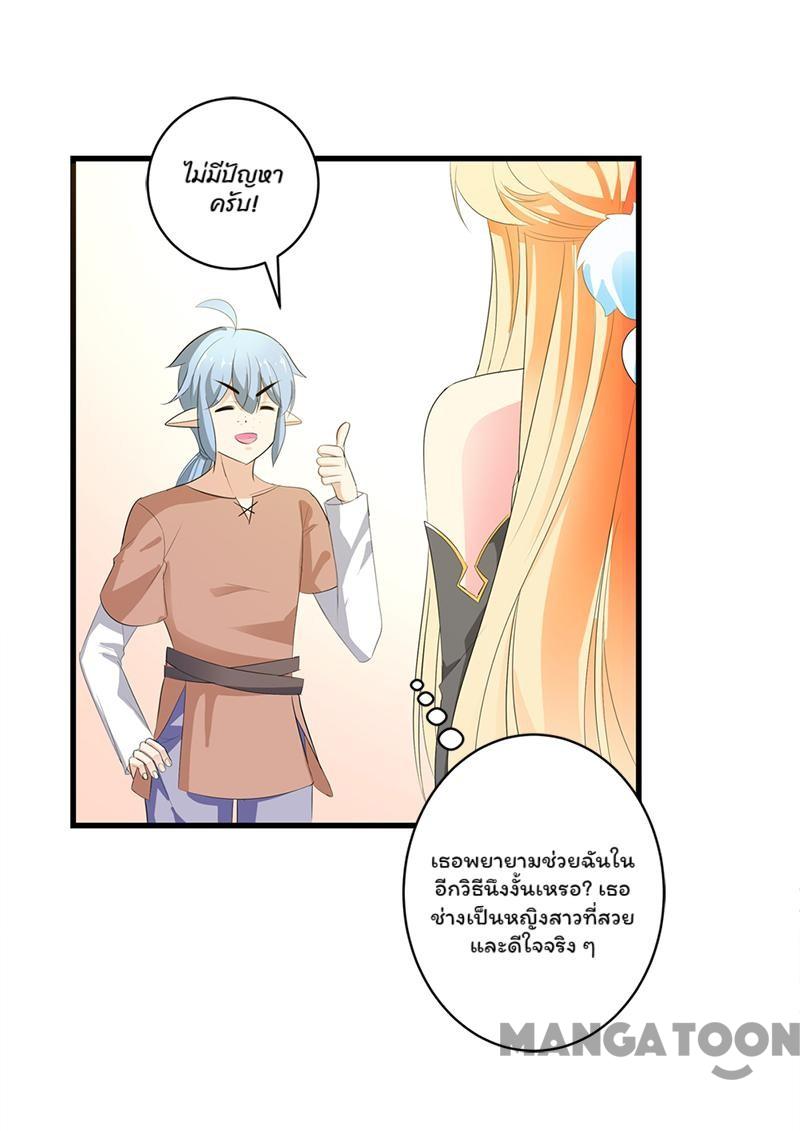 ไม่มีปัญหา
ครับ!
เธอพยายามช่วยฉันใน
อีกวิธีนึงงั้นเหรอ? เธอ
ช่างเป็นหญิงสาวที่สวย
และดีใจจริง ๆ
MANGATOON